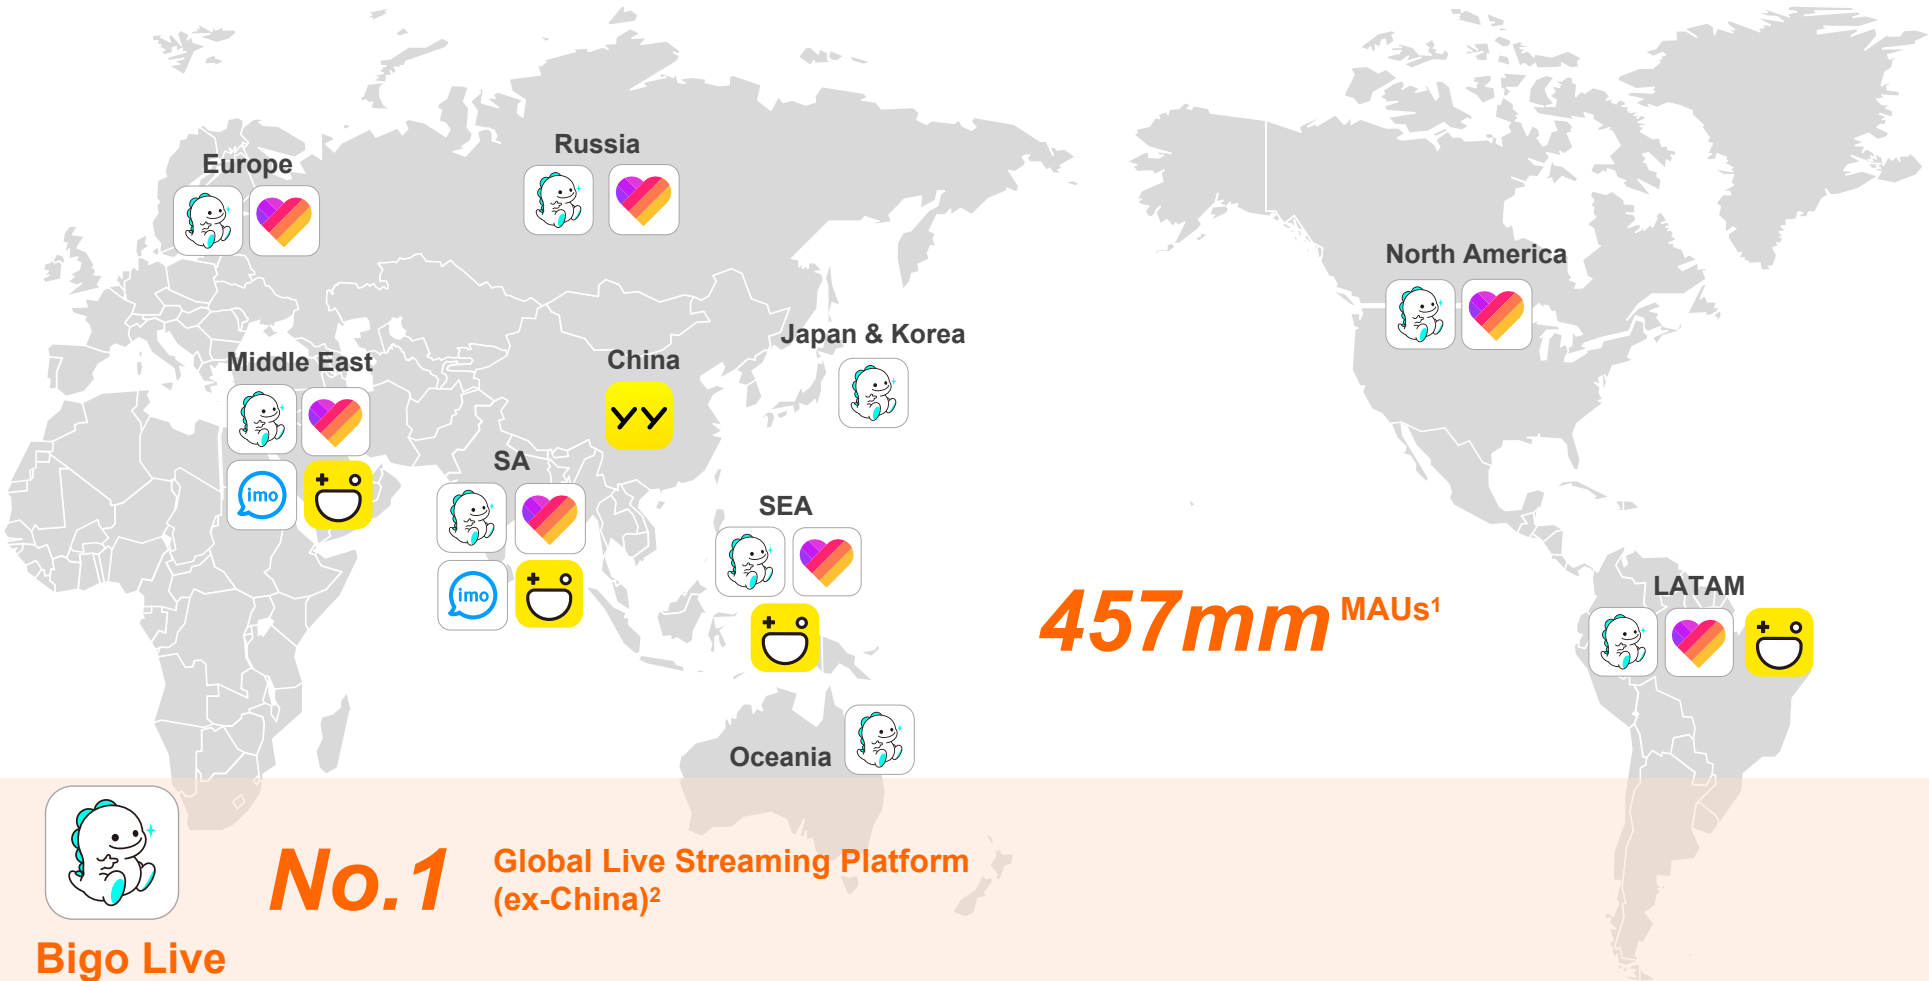 Europe
Russia
North America
Japan & Korea
Middle East
China
yy
SA
imo
SEA
imo
LATAM
457mm MAUs¹
Oceania
No.1 Global Live Streaming Platform
(ex-China)²
Bigo Live